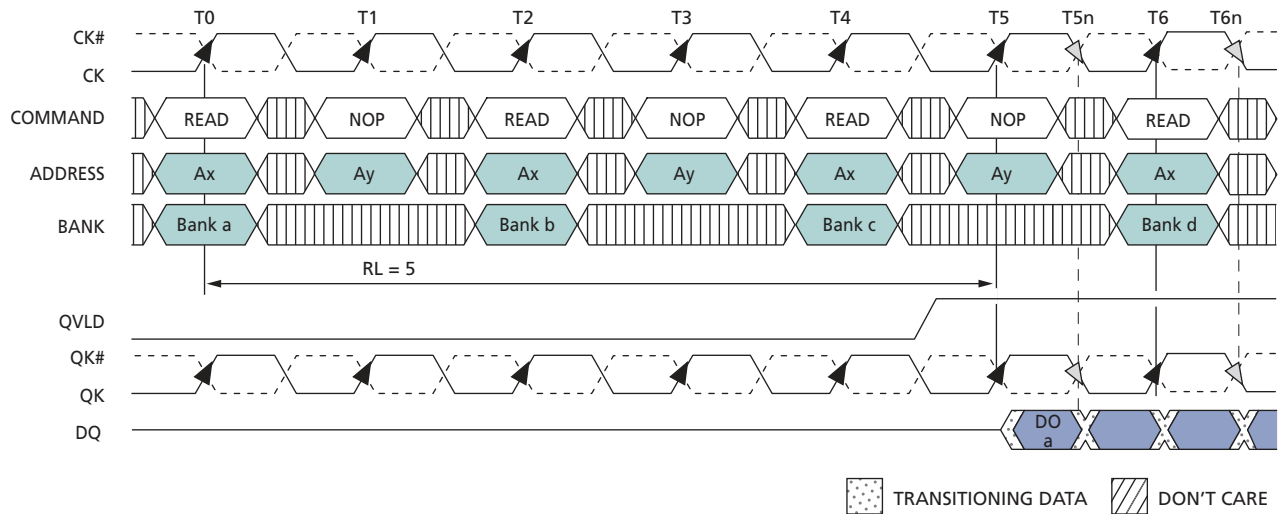 T0 T1 T2 T3 T4 T5 T5n T6 T6n
CK#
CK
COMMAND READ NOP READ NOP READ NOP READ
ADDRESS Ax Ay Ax Ay Ax Ay Ax
BANK Bank a Bank b Bank c Bank d
RL = 5
QVLD
QK#
QK
DQ DO
a
TRANSITIONING DATA DON'T CARE